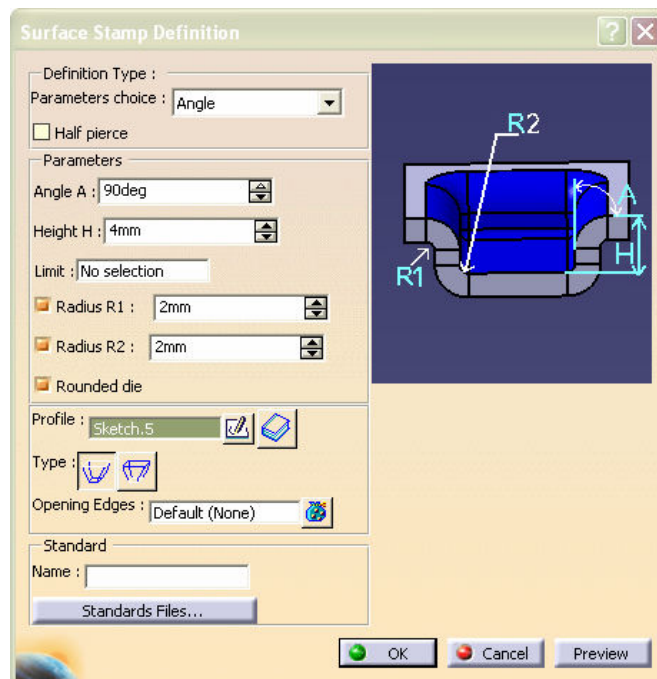 Surface Stamp Definition
Definition Type :
Parameters choice : Angle
Half pierce
Parameters
Angle A : 90deg
Height H : 4mm
Limit : No selection
Radius R1 : 2mm
Radius R2 : 2mm
Rounded die
Profile : Sketch.5
Type :
Opening Edges : Default (None)
Standard
Name :
Standards Files...
R2
A
H
R1
OK Cancel Preview